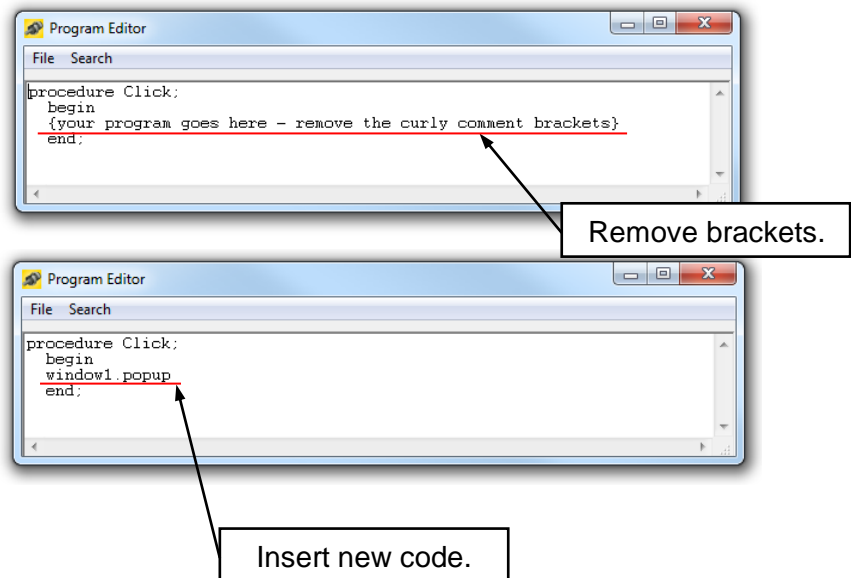 Program Editor
File Search
procedure Click;
begin
{your program goes here – remove the curly comment brackets}
end;
Remove brackets.
Program Editor
File Search
procedure Click;
begin
window1.popup
end;
Insert new code.